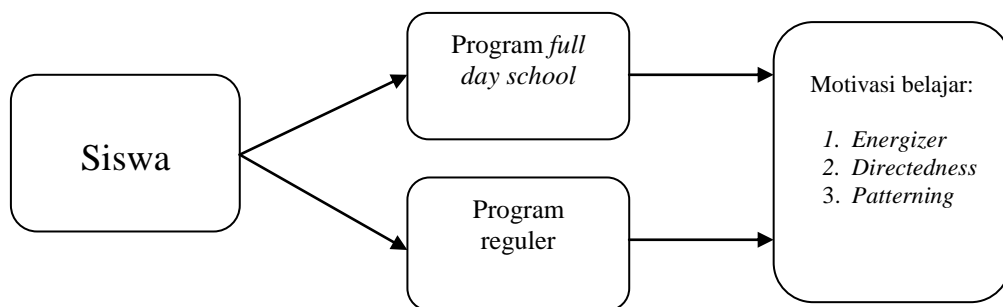 Siswa
Program full
day school
Program
reguler
Motivasi belajar:
1. Energizer
2. Directedness
3. Patterning